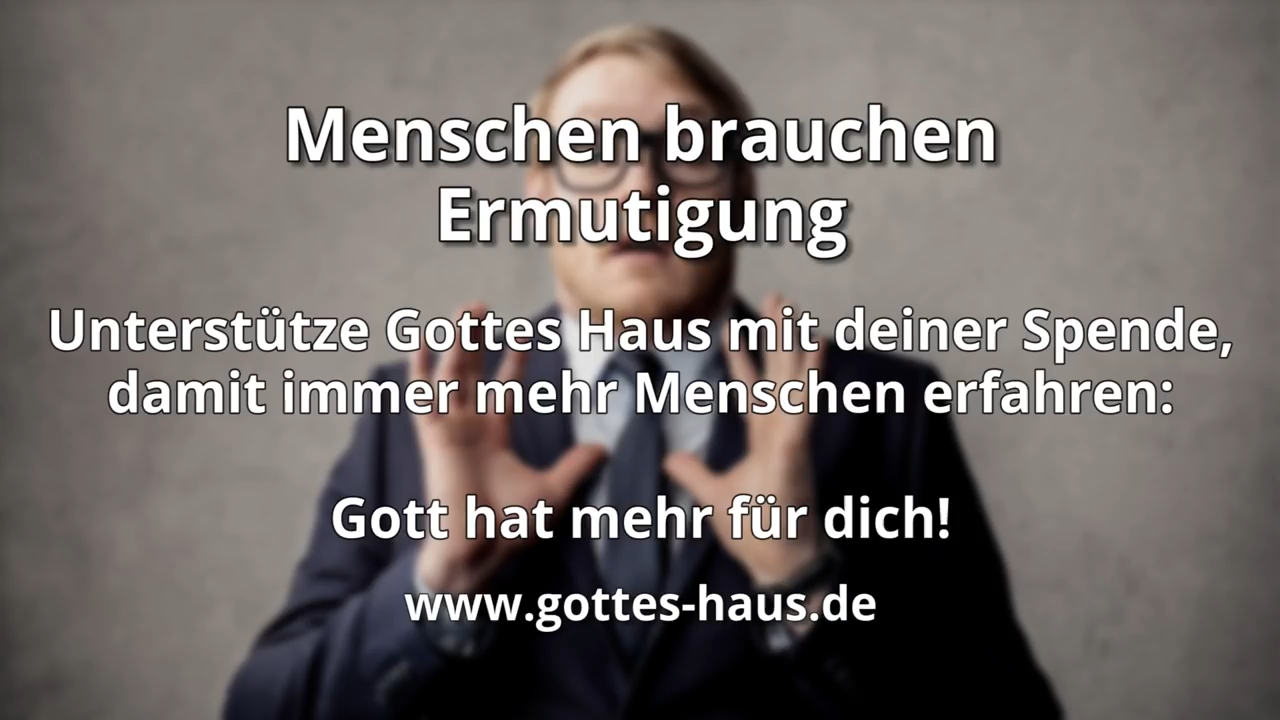 Menschen brauchen
Ermutigung
Unterstütze Gottes Haus mit deiner Spende,
damit immer mehr Menschen erfahren:
Gott hat mehr für dich!
www.gottes-haus.de